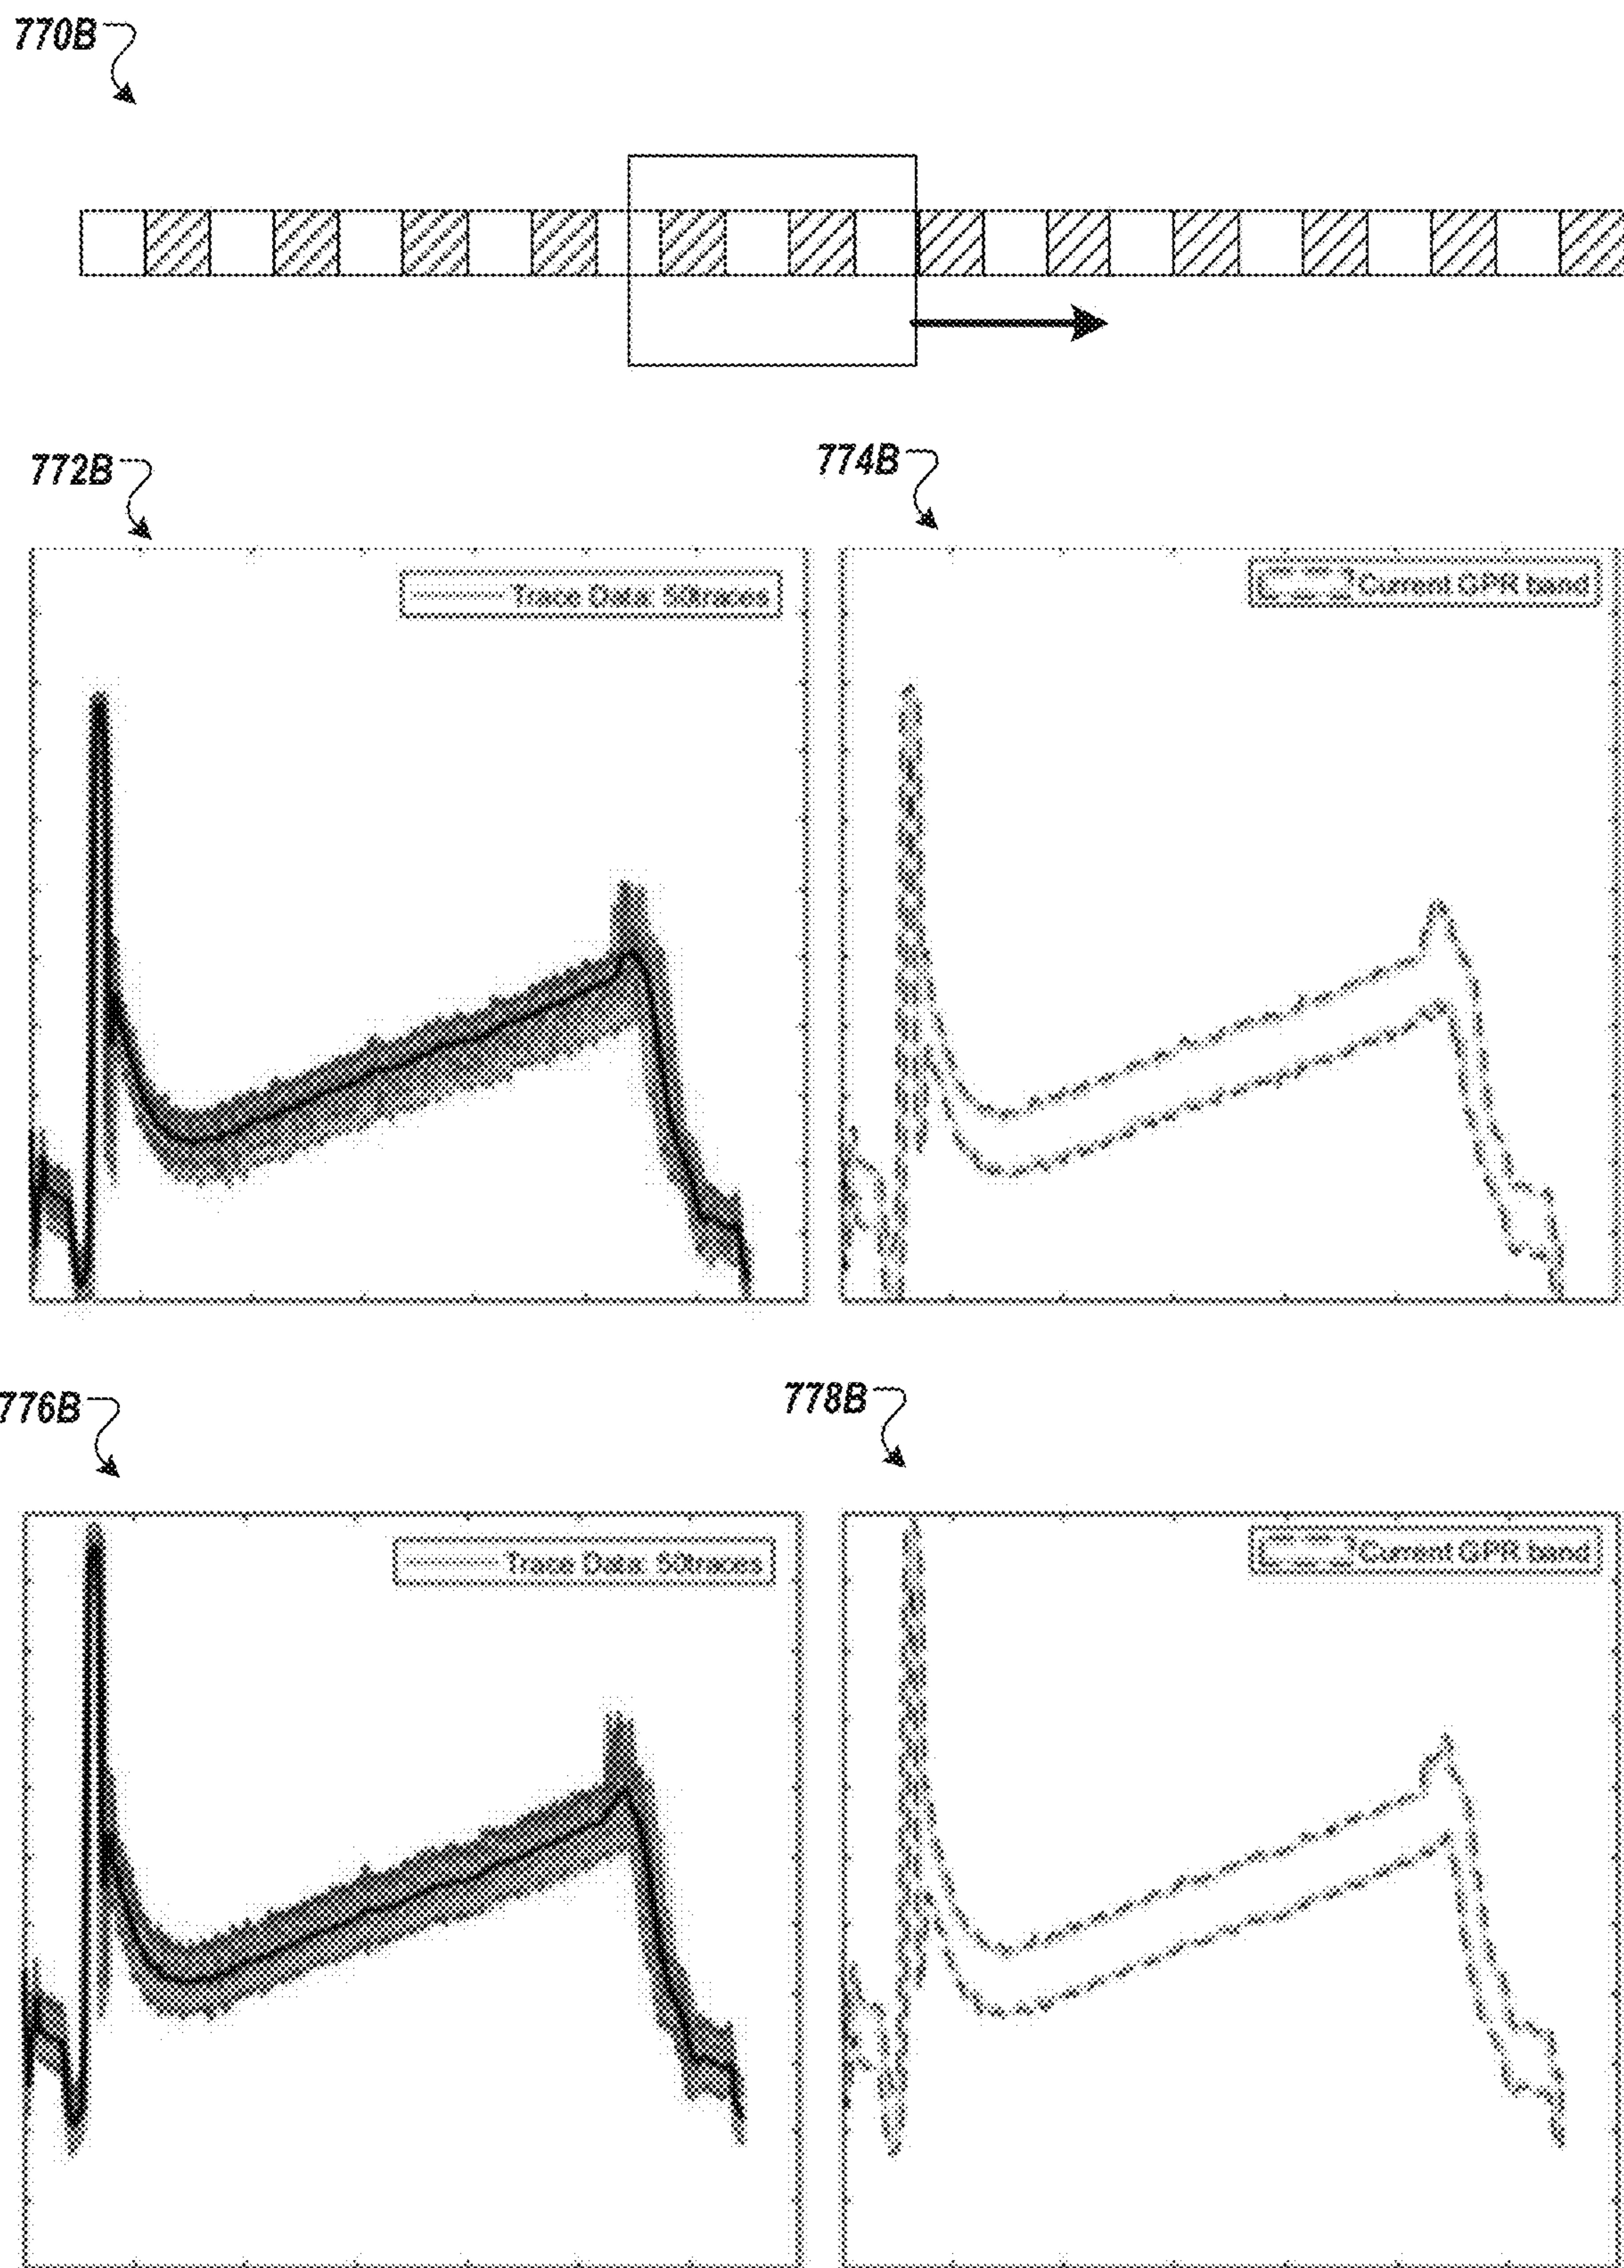 770B
772B
774B
Trace Data: 50traces
Current GPR band
776B
778B
Trace Data: 50traces
Current GPR band